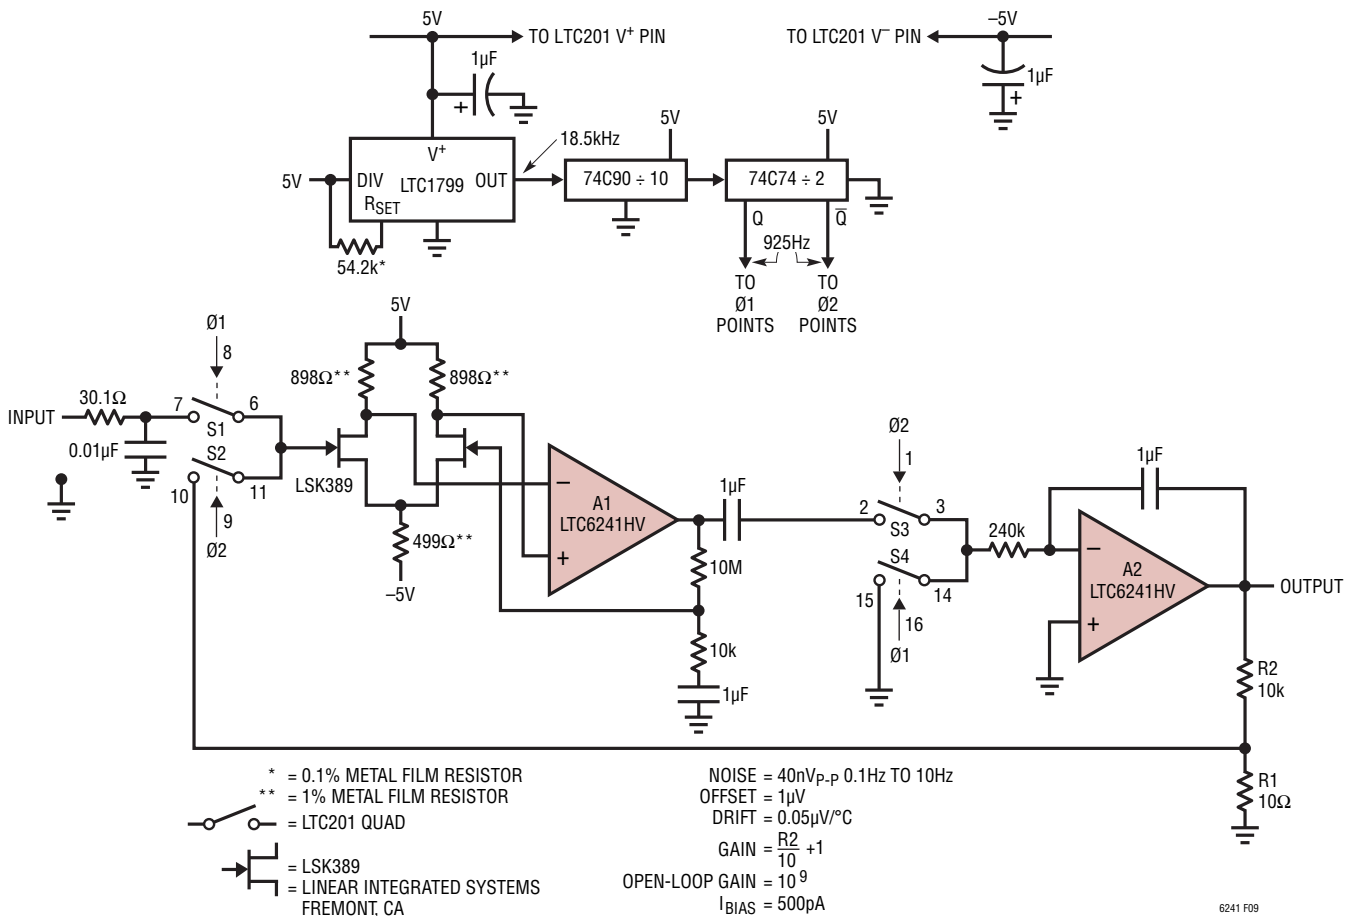 5V
TO LTC201 V+ PIN
1µF
+
–5V
TO LTC201 V– PIN
1µF
+
5V
DIV
V+
LTC1799
OUT
RSET
54.2k*
18.5kHz
5V
74C90 ÷ 10
5V
74C74 ÷ 2
Q
Q̅
925Hz
TO
Ø1
POINTS
TO
Ø2
POINTS
INPUT
30.1Ω
0.01µF
Ø1
8
7
6
S1
S2
10
11
9
Ø2
5V
898Ω**
898Ω**
LSK389
499Ω**
–5V
–
A1
LTC6241HV
+
1µF
10M
10k
1µF
Ø2
1
2
3
S3
S4
15
14
16
Ø1
240k
1µF
–
A2
LTC6241HV
+
OUTPUT
R2
10k
R1
10Ω
* = 0.1% METAL FILM RESISTOR
** = 1% METAL FILM RESISTOR
= LTC201 QUAD
= LSK389
= LINEAR INTEGRATED SYSTEMS
FREMONT, CA
NOISE = 40nVP-P 0.1Hz TO 10Hz
OFFSET = 1µV
DRIFT = 0.05µV/°C
GAIN = R2/10 +1
OPEN-LOOP GAIN = 10⁹
IBIAS = 500pA
6241 F09